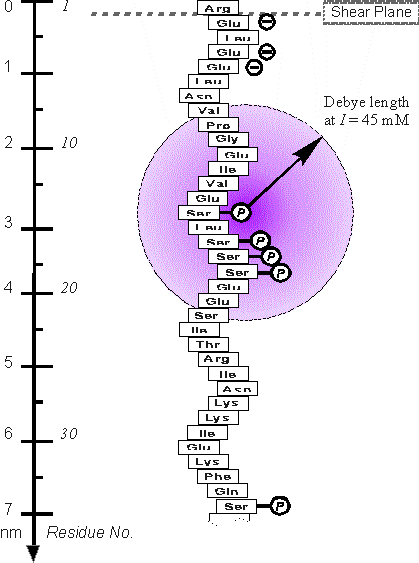 0 1 Arg Shear Plane
Glu −
Leu
Glu −
1 Glu −
Leu
Asn
Val
Debye length
at I = 45 mM
Pro
2 10 Gly
Glu
Ile
Val
Glu
Ser P
3 Leu
Ser P
Ser P
Ser P
4 20 Glu
Glu
Ser
Ile
Thr
5 Arg
Ile
Asn
Lys
Lys
6 30 Ile
Glu
Lys
Phe
Gln
7 Ser P
nm Residue No.